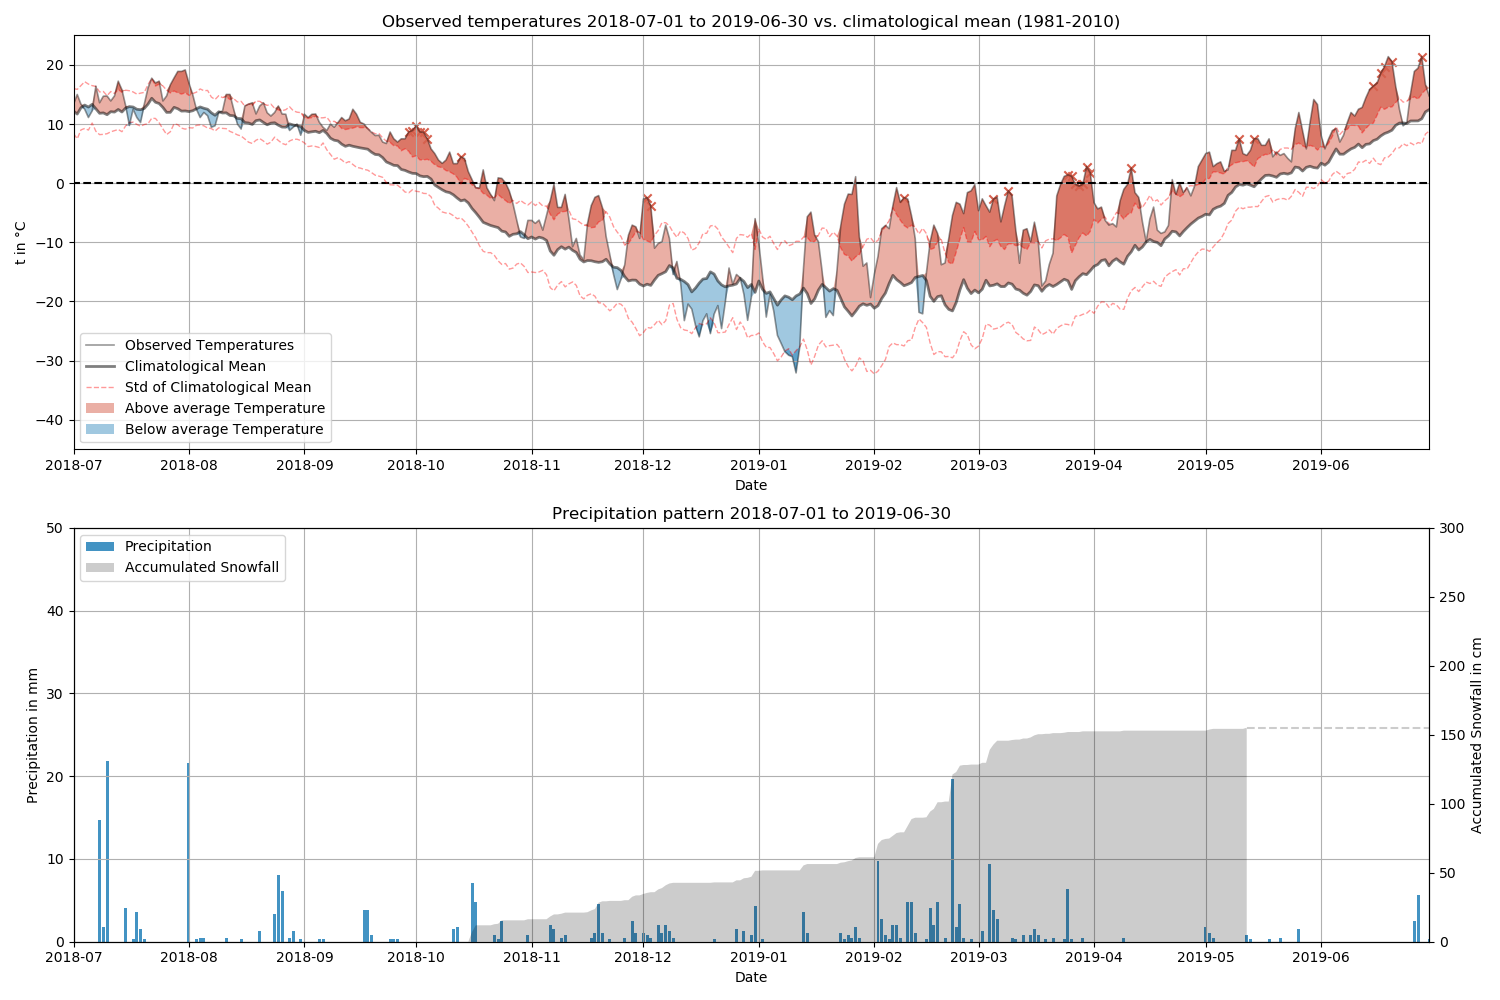 Observed temperatures 2018-07-01 to 2019-06-30 vs. climatological mean (1981-2010)
20
10
0
−10
−20
−30
−40
t in °C
Observed Temperatures
Climatological Mean
Std of Climatological Mean
Above average Temperature
Below average Temperature
2018-07 2018-08 2018-09 2018-10 2018-11 2018-12 2019-01 2019-02 2019-03 2019-04 2019-05 2019-06
Date
Precipitation pattern 2018-07-01 to 2019-06-30
50
40
30
20
10
0
Precipitation in mm
Precipitation
Accumulated Snowfall
300
250
200
150
100
50
0
Accumulated Snowfall in cm
2018-07 2018-08 2018-09 2018-10 2018-11 2018-12 2019-01 2019-02 2019-03 2019-04 2019-05 2019-06
Date